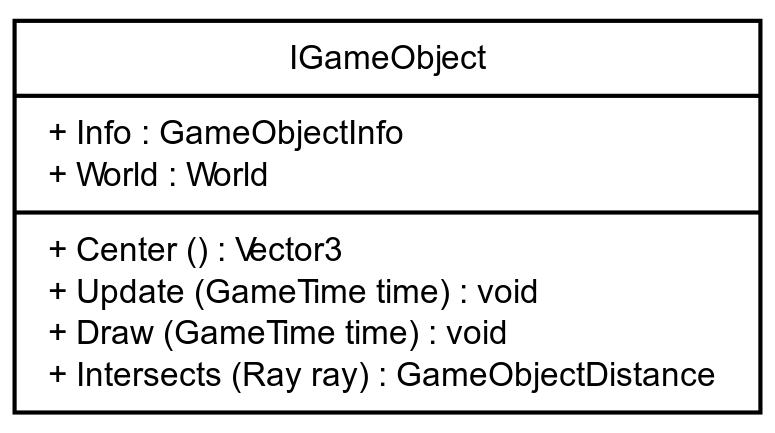 IGameObject
+ Info : GameObjectInfo
+ World : World
+ Center () : Vector3
+ Update (GameTime time) : void
+ Draw (GameTime time) : void
+ Intersects (Ray ray) : GameObjectDistance